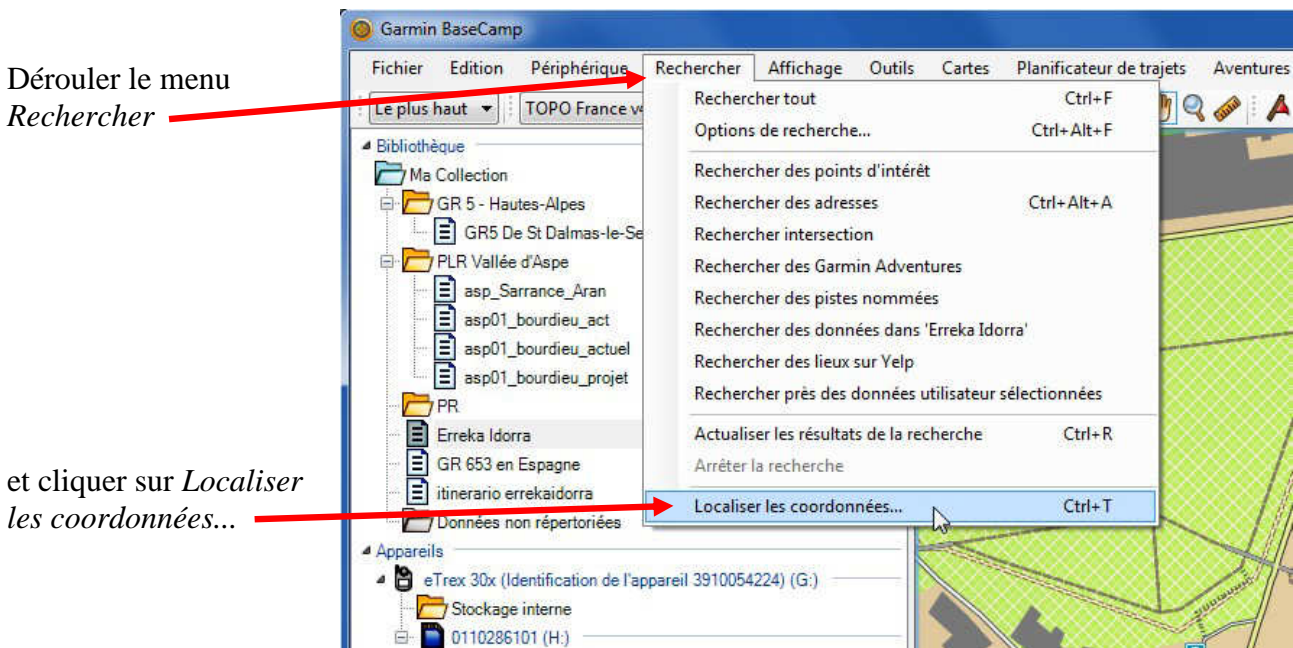 Garmin BaseCamp
Fichier Edition Périphérique Rechercher Affichage Outils Cartes Planificateur de trajets Aventures
Dérouler le menu
Rechercher
Le plus haut TOPO France v4
Rechercher tout Ctrl+F
Options de recherche... Ctrl+Alt+F
Rechercher des points d'intérêt
Rechercher des adresses Ctrl+Alt+A
Rechercher intersection
Rechercher des Garmin Adventures
Rechercher des pistes nommées
Rechercher des données dans 'Erreka Idorra'
Rechercher des lieux sur Yelp
Rechercher près des données utilisateur sélectionnées
Actualiser les résultats de la recherche Ctrl+R
Arrêter la recherche
Localiser les coordonnées... Ctrl+T
Bibliothèque
Ma Collection
GR 5 - Hautes-Alpes
GR5 De St Dalmas-le-Se
PLR Vallée d'Aspe
asp_Sarrance_Aran
asp01_bourdieu_act
asp01_bourdieu_actuel
asp01_bourdieu_projet
PR
Erreka Idorra
GR 653 en Espagne
itinerario errekaidorra
Données non répertoriées
et cliquer sur Localiser
les coordonnées...
Appareils
eTrex 30x (Identification de l'appareil 3910054224) (G:)
Stockage interne
0110286101 (H:)